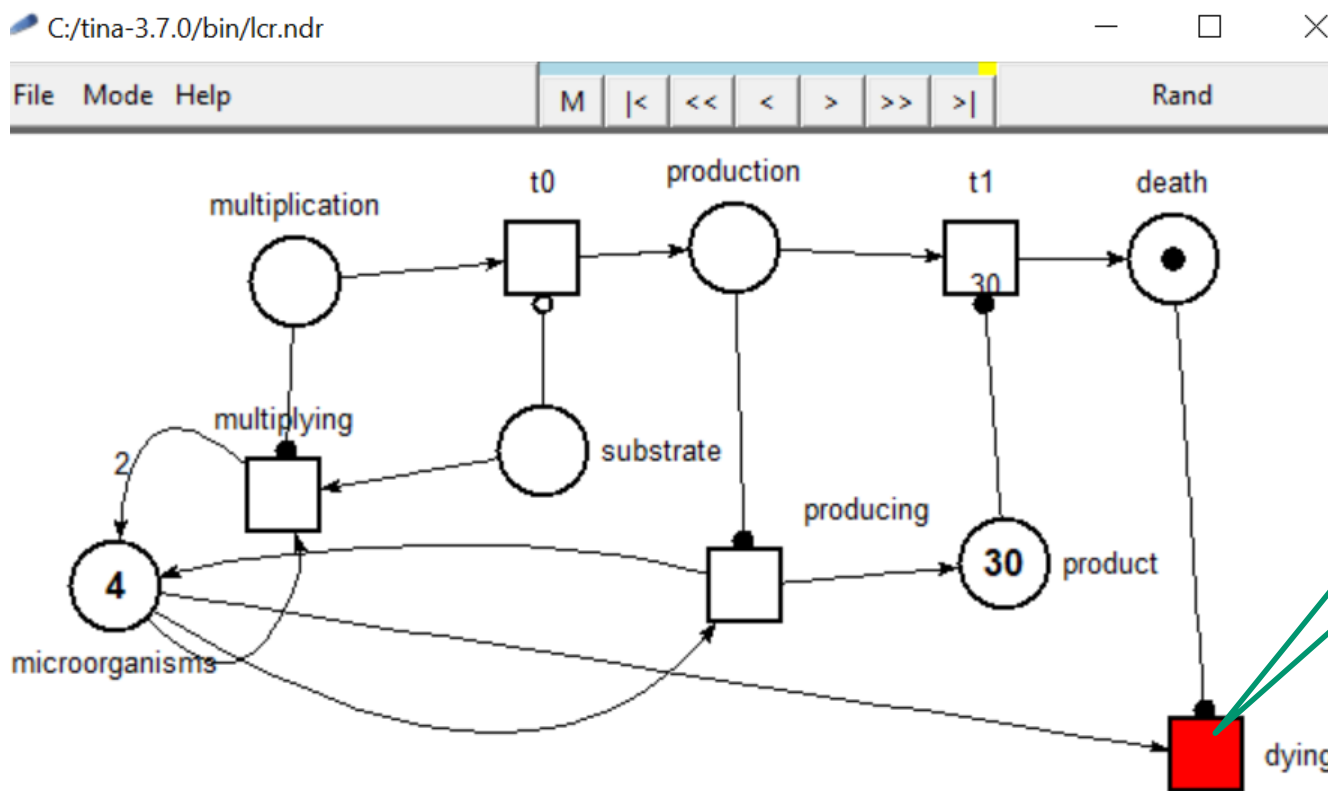 C:/tina-3.7.0/bin/lcr.ndr
File Mode Help
M |< << < > >> >| Rand
multiplication
t0
production
t1
death
30
multiplying
2
substrate
producing
4
30
product
microorganisms
dying